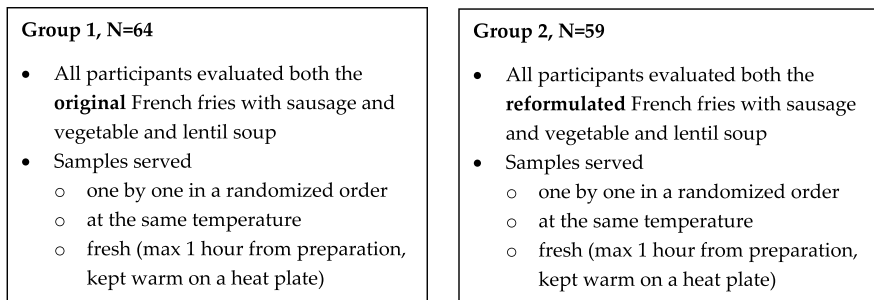 Group 1, N=64
• All participants evaluated both the
original French fries with sausage and
vegetable and lentil soup
• Samples served
o one by one in a randomized order
o at the same temperature
o fresh (max 1 hour from preparation,
kept warm on a heat plate)
Group 2, N=59
• All participants evaluated both the
reformulated French fries with sausage
and vegetable and lentil soup
• Samples served
o one by one in a randomized order
o at the same temperature
o fresh (max 1 hour from preparation,
kept warm on a heat plate)